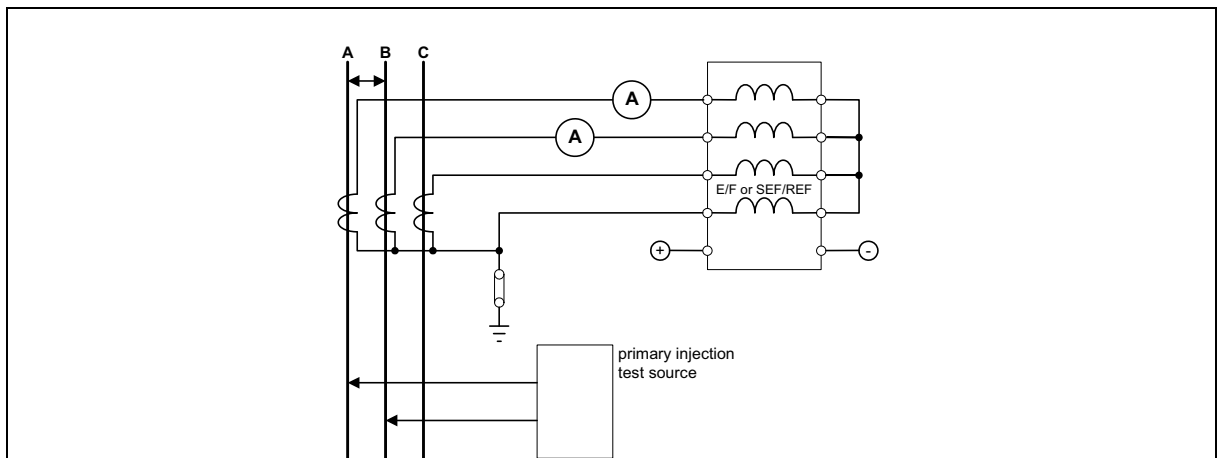 A B C
A
A
E/F or SEF/REF
+ -
primary injection
test source